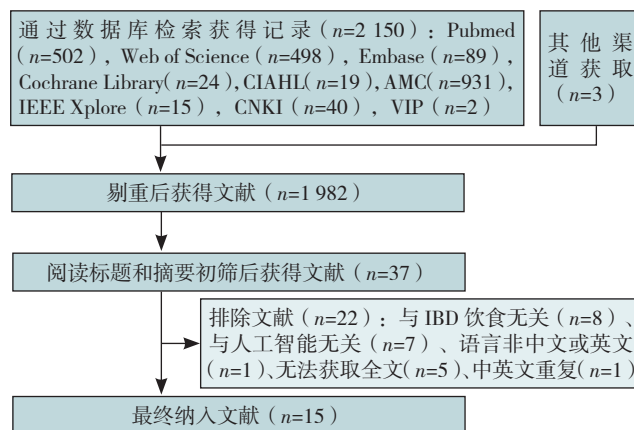 通过数据库检索获得记录（n=2 150）：Pubmed
（n=502），Web of Science（n=498），Embase（n=89），
Cochrane Library(n=24),CIAHL(n=19),AMC(n=931),
IEEE Xplore（n=15），CNKI（n=40），VIP（n=2）
其他渠
道获取
（n=3）
剔重后获得文献（n=1 982）
阅读标题和摘要初筛后获得文献（n=37）
排除文献（n=22）：与 IBD 饮食无关（n=8）、
与人工智能无关（n=7）、语言非中文或英文
(n=1)、无法获取全文(n=5)、中英文重复(n=1)
最终纳入文献（n=15）